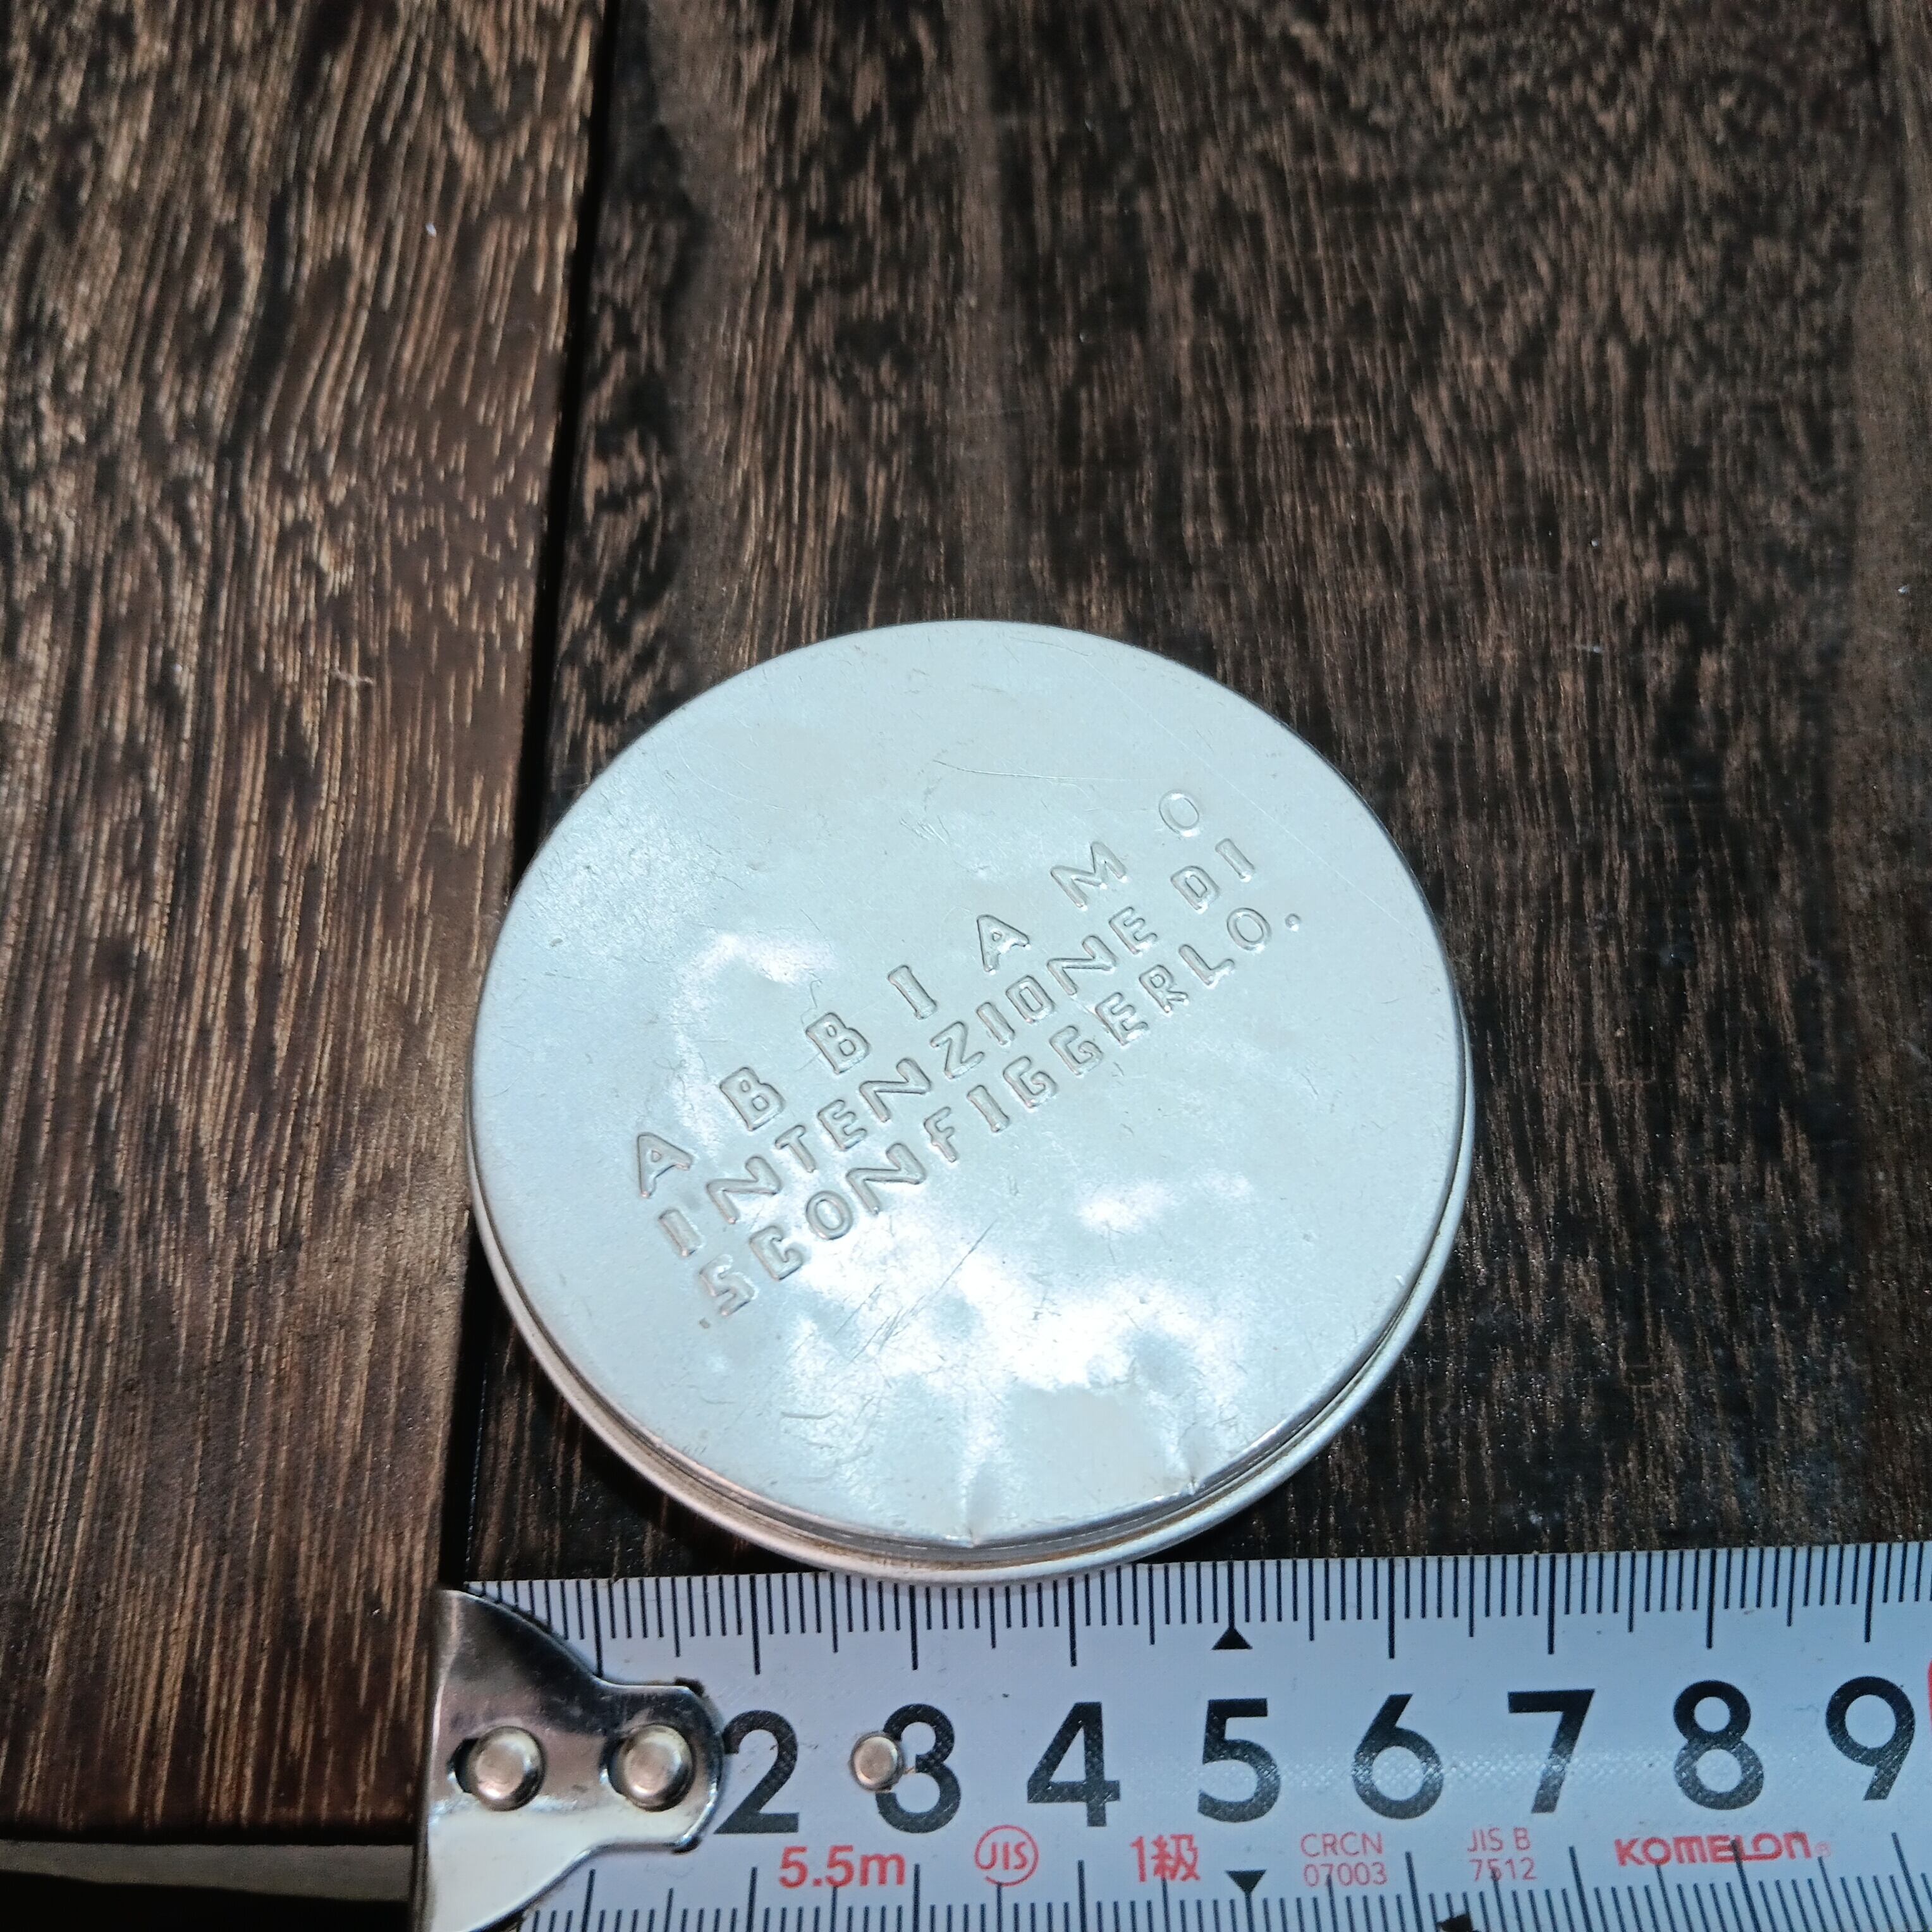 ABBIAMO
INTENZIONE DI
SCONFIGGERLO.
2 3 4 5 6 7 8 9
5.5m JIS 1級 CRCN 07003 JIS B 7512 KOMELON